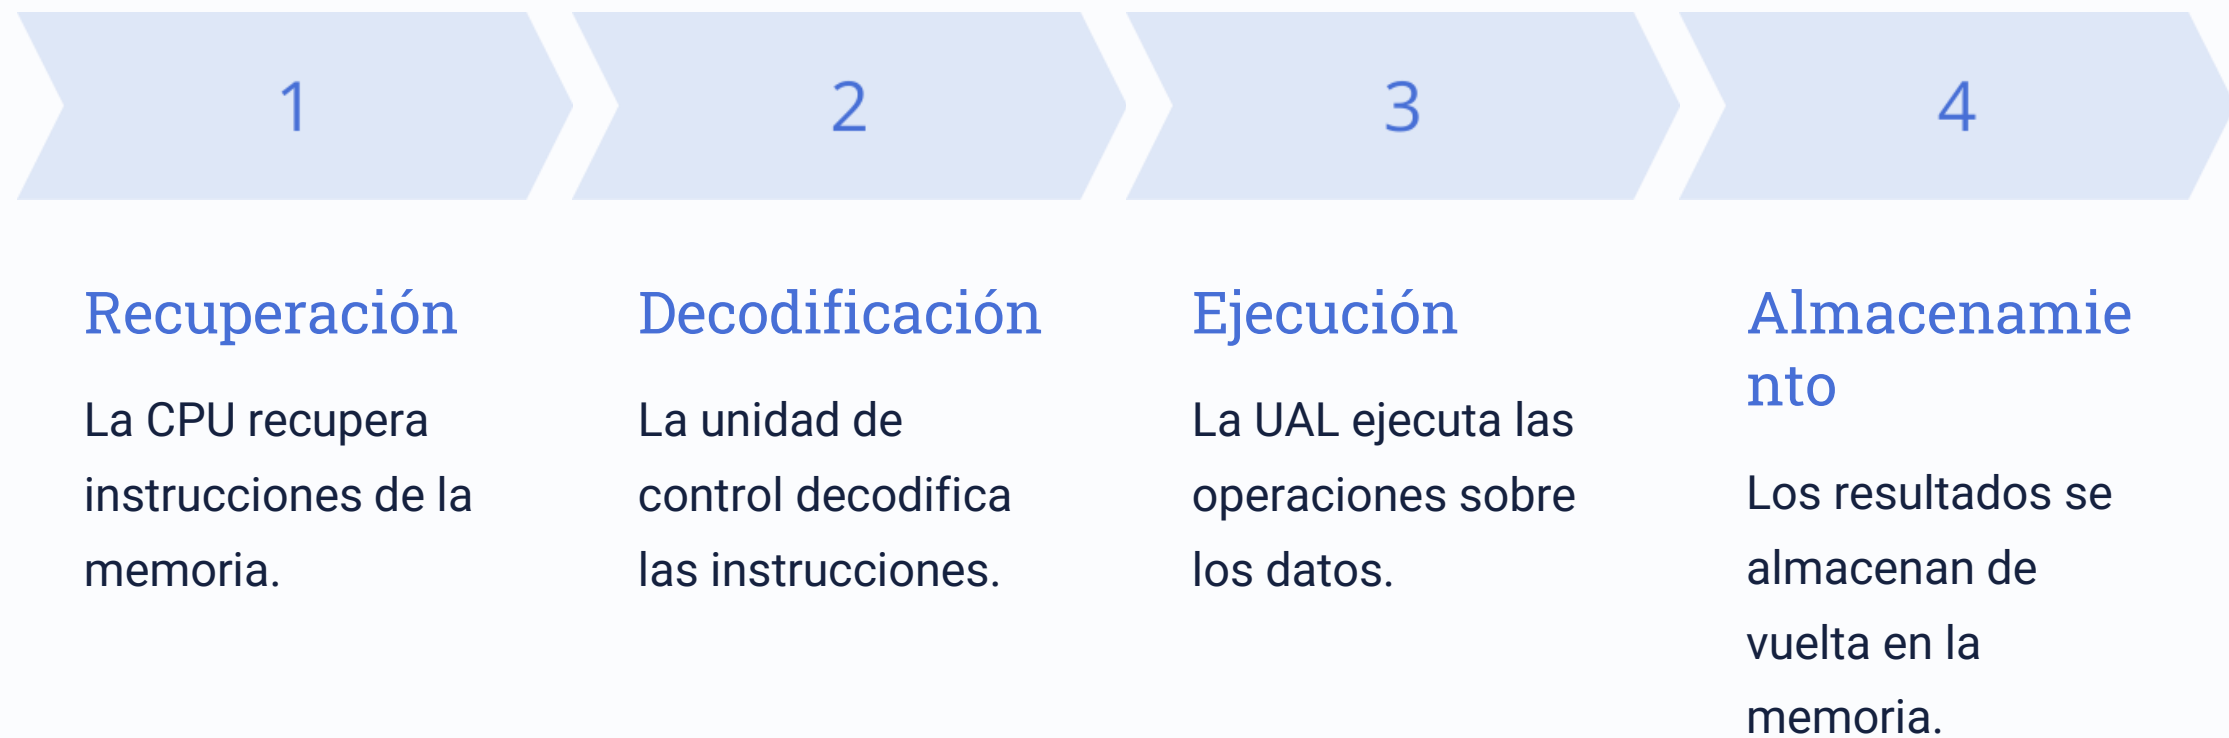 1
2
3
4
Recuperación
La CPU recupera
instrucciones de la
memoria.
Decodificación
La unidad de
control decodifica
las instrucciones.
Ejecución
La UAL ejecuta las
operaciones sobre
los datos.
Almacenamie
nto
Los resultados se
almacenan de
vuelta en la
memoria.